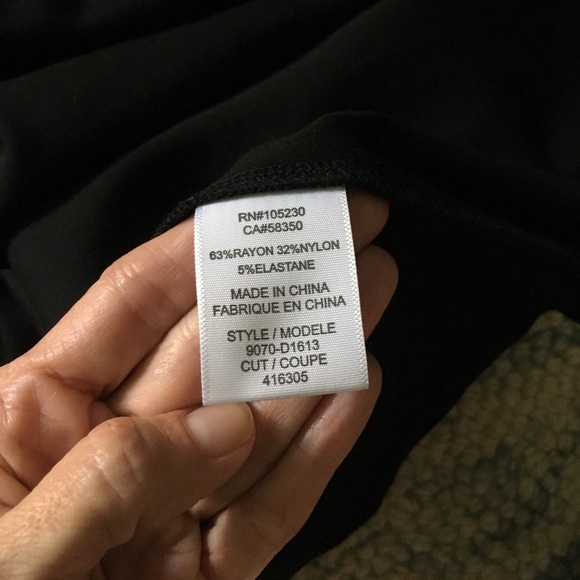 RN#105230
CA#58350
63%RAYON 32%NYLON
5%ELASTANE
MADE IN CHINA
FABRIQUE EN CHINA
STYLE / MODELE
9070-D1613
CUT / COUPE
416305